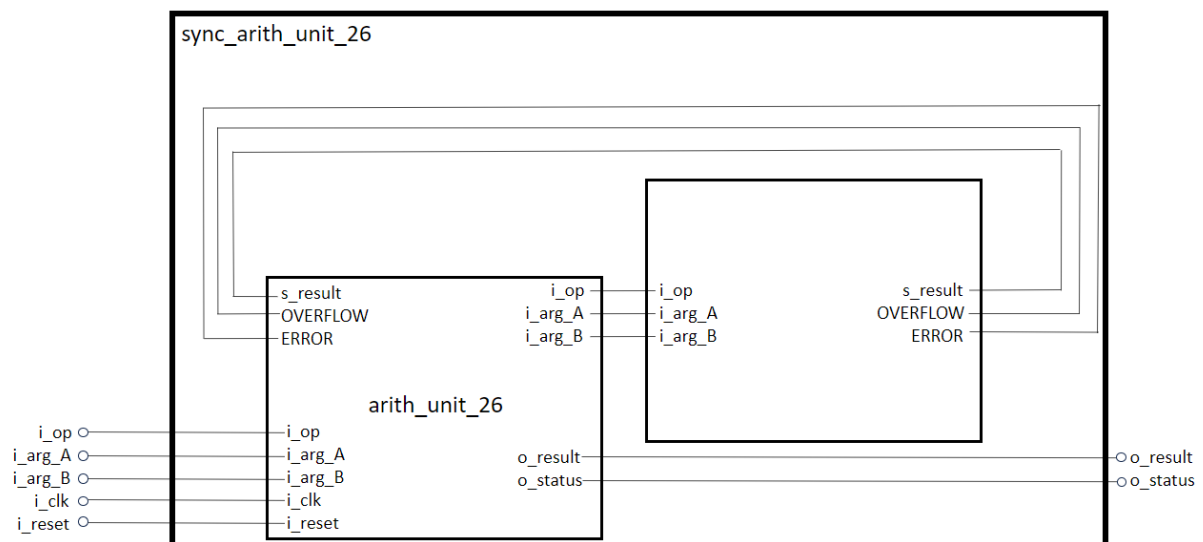 sync_arith_unit_26
s_result
OVERFLOW
ERROR
i_op
i_arg_A
i_arg_B
i_op
i_arg_A
i_arg_B
s_result
OVERFLOW
ERROR
arith_unit_26
i_op
i_arg_A
i_arg_B
i_clk
i_reset
i_op
i_arg_A
i_arg_B
i_clk
i_reset
o_result
o_status
o_result
o_status